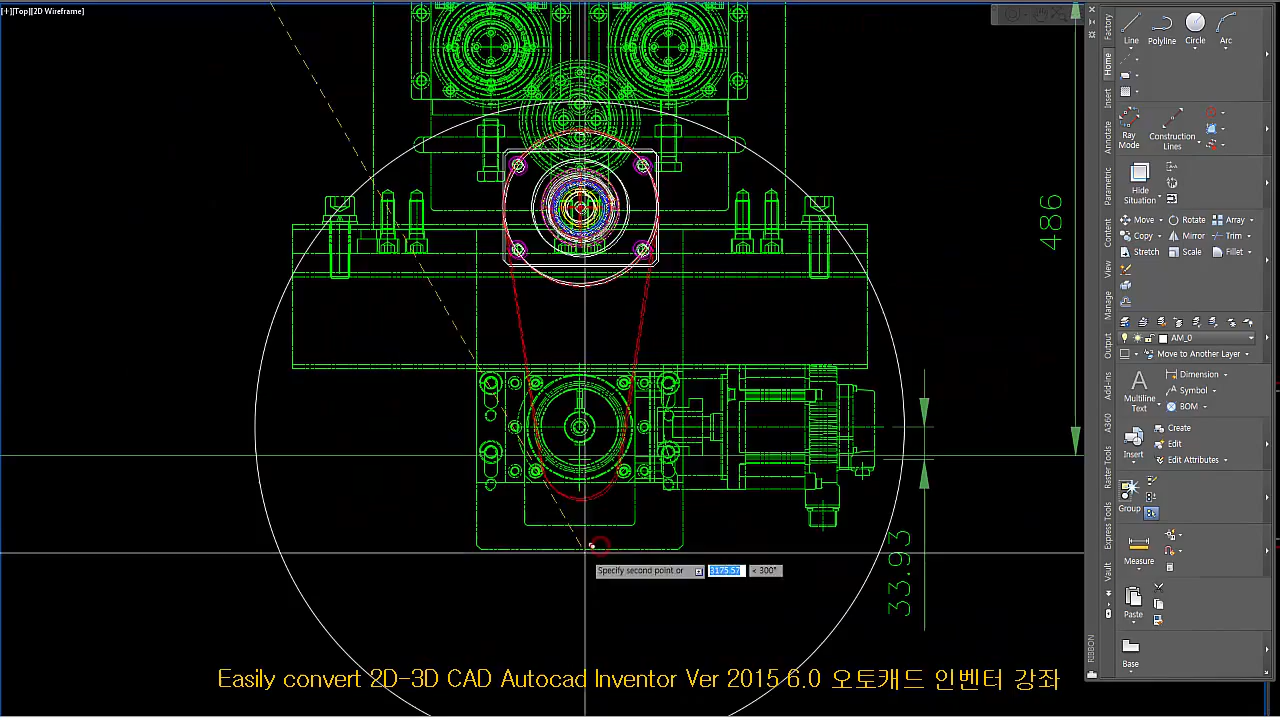 [+][Top][2D Wireframe]
Factory
Home
Insert
Annotate
Parametric
Content
View
Manage
Output
Add-ins
A360
Raster Tools
Express Tools
Vault
RIBBON
Line
Polyline
Circle
Arc
Ray Mode
Construction Lines
Hide Situation
Move
Rotate
Array
Copy
Mirror
Trim
Stretch
Scale
Fillet
AM_0
Move to Another Layer
Multiline Text
Dimension
Symbol
BOM
Insert
Create
Edit
Edit Attributes
Group
Measure
Paste
Base
486
33.93
Specify second point or
< 300°
Easily convert 2D-3D CAD Autocad Inventor Ver 2015 6.0 오토캐드 인벤터 강좌